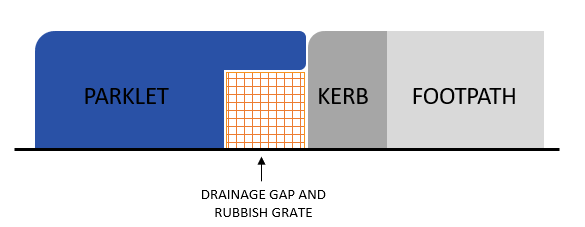 PARKLET
KERB
FOOTPATH
DRAINAGE GAP AND
RUBBISH GRATE